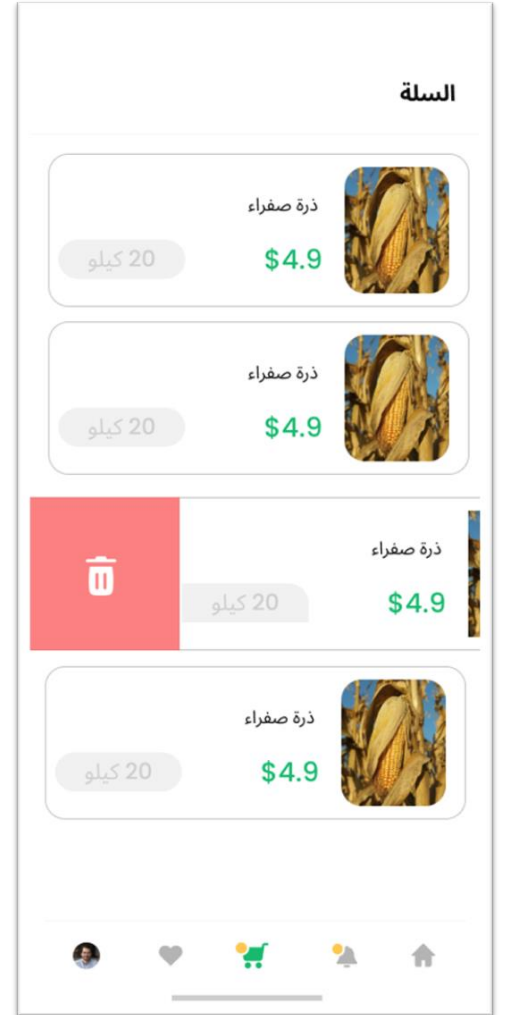 السلة
ذرة صفراء
$4.9
20 كيلو
ذرة صفراء
$4.9
20 كيلو
ذرة صفراء
$4.9
20 كيلو
ذرة صفراء
$4.9
20 كيلو